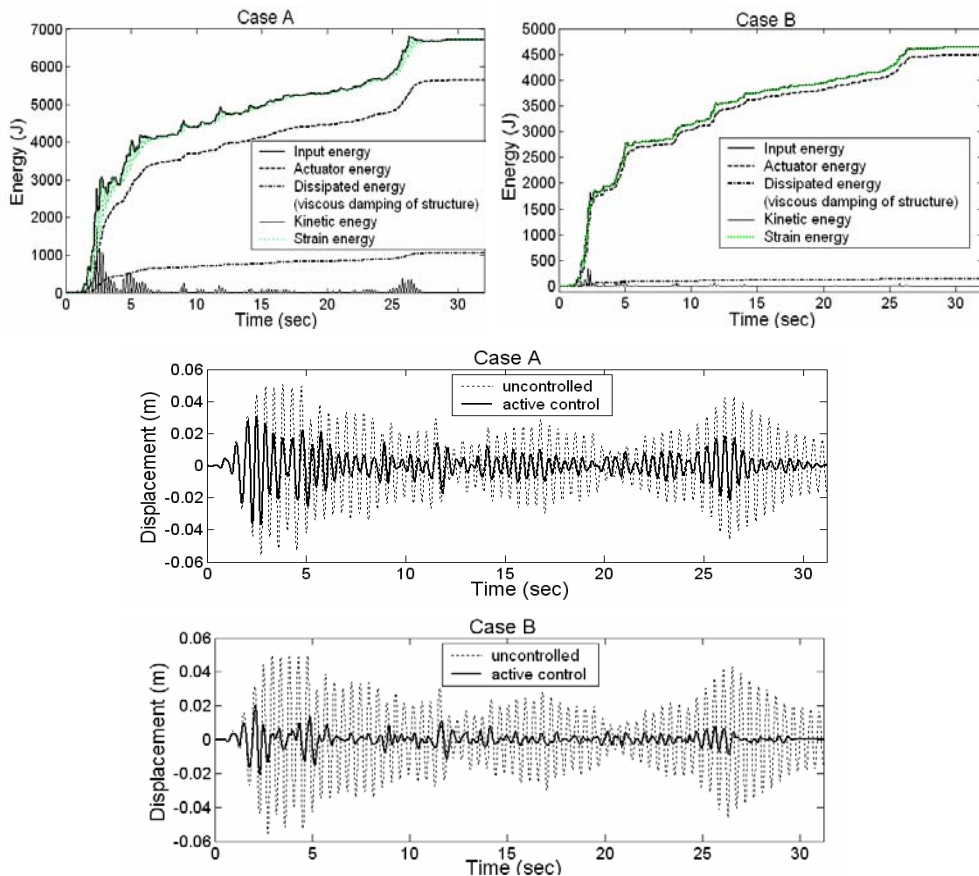 Case A
7000
6000
5000
4000
3000
2000
1000
0
Energy (J)
0 5 10 15 20 25 30
Time (sec)
Input energy
Actuator energy
Dissipated energy
(viscous damping of structure)
Kinetic enegy
Strain energy
Case B
5000
4500
4000
3500
3000
2500
2000
1500
1000
500
0
Energy (J)
0 5 10 15 20 25 30
Time (sec)
Input energy
Actuator energy
Dissipated energy
(viscous damping of structure)
Kinetic enegy
Strain energy
Case A
0.06
0.04
0.02
0
-0.02
-0.04
-0.06
Displacement (m)
uncontrolled
active control
0 5 10 15 20 25 30
Time (sec)
Case B
0.06
0.04
0.02
0
-0.02
-0.04
-0.06
Displacement (m)
uncontrolled
active control
0 5 10 15 20 25 30
Time (sec)